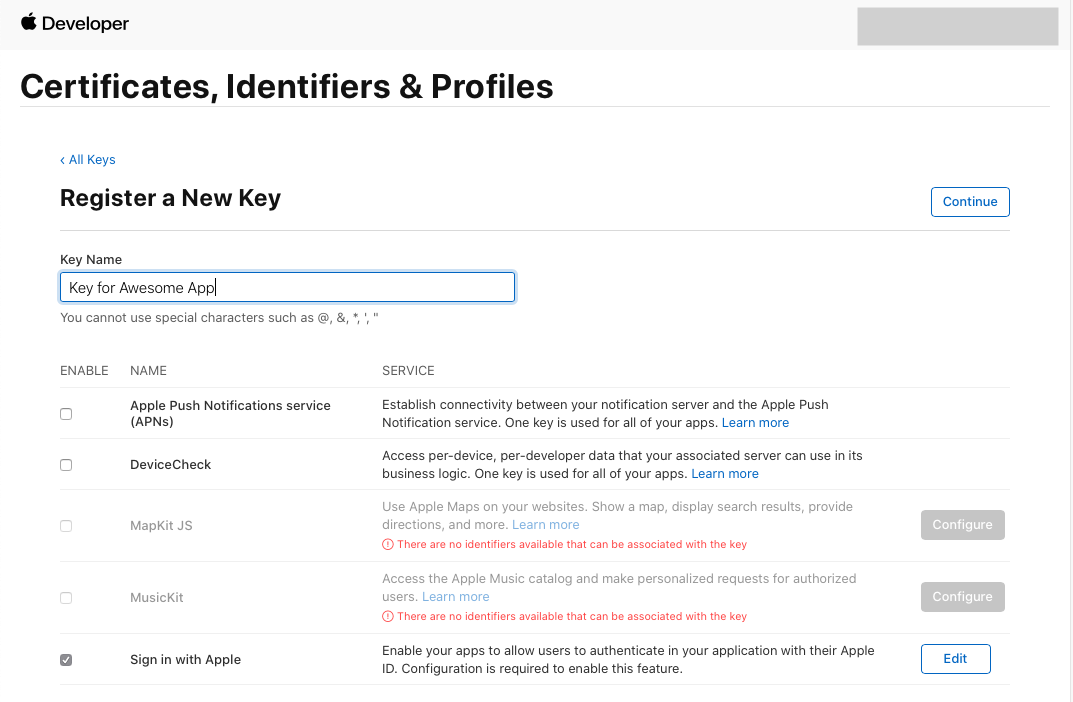 Developer
Certificates, Identifiers & Profiles
‹ All Keys
Register a New Key
Continue
Key Name
Key for Awesome App
You cannot use special characters such as @, &, *, ', "
ENABLE NAME SERVICE
Apple Push Notifications service
(APNs)
Establish connectivity between your notification server and the Apple Push
Notification service. One key is used for all of your apps. Learn more
DeviceCheck
Access per-device, per-developer data that your associated server can use in its
business logic. One key is used for all of your apps. Learn more
MapKit JS
Use Apple Maps on your websites. Show a map, display search results, provide
directions, and more. Learn more
There are no identifiers available that can be associated with the key
Configure
MusicKit
Access the Apple Music catalog and make personalized requests for authorized
users. Learn more
There are no identifiers available that can be associated with the key
Configure
Sign in with Apple
Enable your apps to allow users to authenticate in your application with their Apple
ID. Configuration is required to enable this feature.
Edit